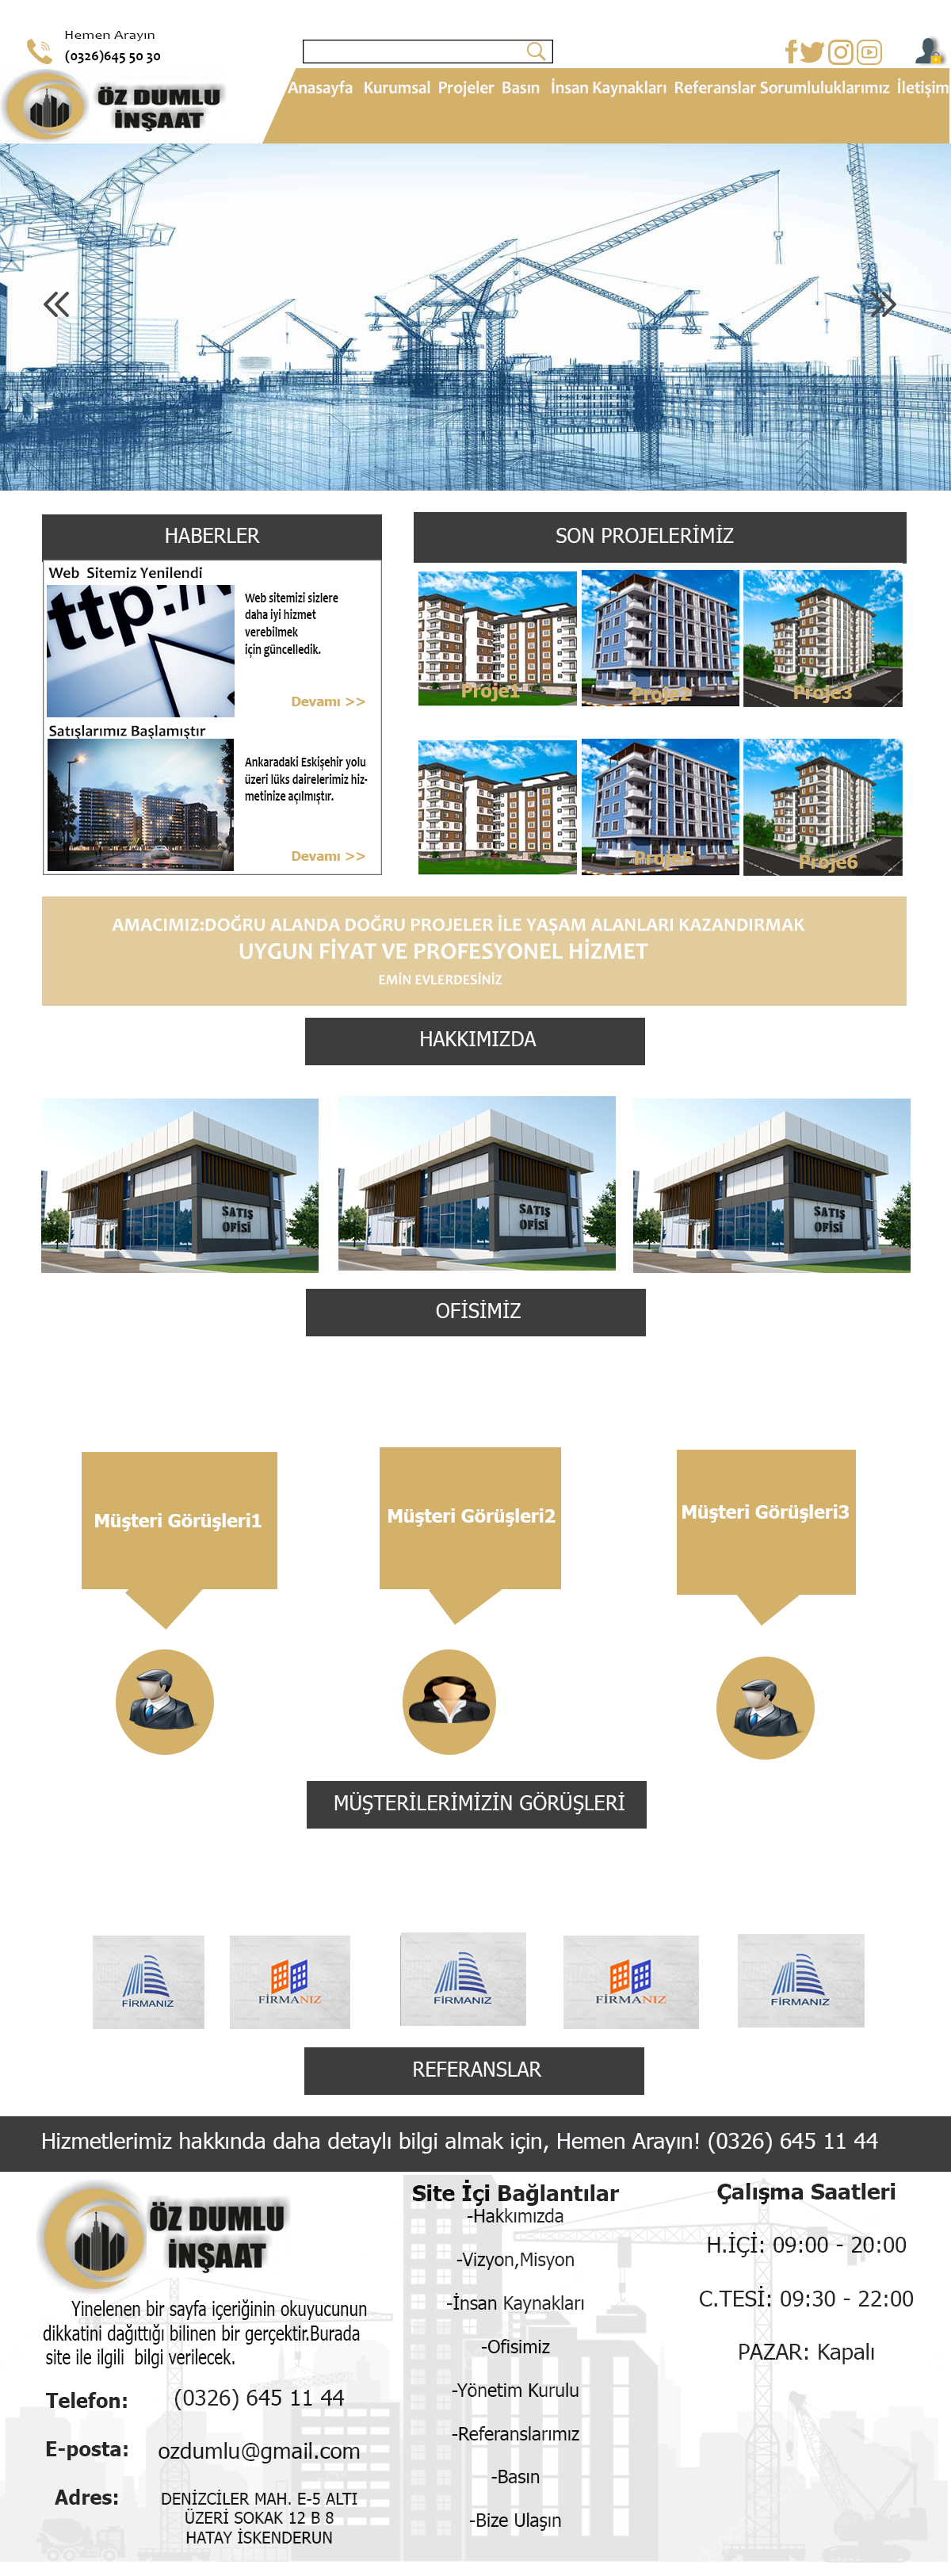 Hemen Arayın
(0326)645 50 30
ÖZ DUMLU
İNŞAAT
Anasayfa Kurumsal Projeler Basın İnsan Kaynakları Referanslar Sorumluluklarımız İletişim
HABERLER
Web Sitemiz Yenilendi
ttp://
Web sitemizi sizlere
daha iyi hizmet
verebilmek
için güncelledik.
Devamı >>
Satışlarımız Başlamıştır
Ankaradaki Eskişehir yolu
üzeri lüks dairelerimiz hiz-
metinize açılmıştır.
Devamı >>
SON PROJELERİMİZ
Proje1
Proje2
Proje3
Proje5
Proje6
AMACIMIZ:DOĞRU ALANDA DOĞRU PROJELER İLE YAŞAM ALANLARI KAZANDIRMAK
UYGUN FİYAT VE PROFESYONEL HİZMET
EMİN EVLERDESİNİZ
HAKKIMIZDA
SATIŞ
OFİSİ
SATIŞ
OFİSİ
SATIŞ
OFİSİ
OFİSİMİZ
Müşteri Görüşleri1
Müşteri Görüşleri2
Müşteri Görüşleri3
MÜŞTERİLERİMİZİN GÖRÜŞLERİ
FİRMANIZ
FİRMANIZ
FİRMANIZ
FİRMANIZ
FİRMANIZ
REFERANSLAR
Hizmetlerimiz hakkında daha detaylı bilgi almak için, Hemen Arayın! (0326) 645 11 44
ÖZ DUMLU
İNŞAAT
Yinelenen bir sayfa içeriğinin okuyucunun
dikkatini dağıttığı bilinen bir gerçektir.Burada
site ile ilgili bilgi verilecek.
Telefon: (0326) 645 11 44
E-posta: ozdumlu@gmail.com
Adres: DENİZCİLER MAH. E-5 ALTI
ÜZERİ SOKAK 12 B 8
HATAY İSKENDERUN
Site İçi Bağlantılar
-Hakkımızda
-Vizyon,Misyon
-İnsan Kaynakları
-Ofisimiz
-Yönetim Kurulu
-Referanslarımız
-Basın
-Bize Ulaşın
Çalışma Saatleri
H.İÇİ: 09:00 - 20:00
C.TESİ: 09:30 - 22:00
PAZAR: Kapalı